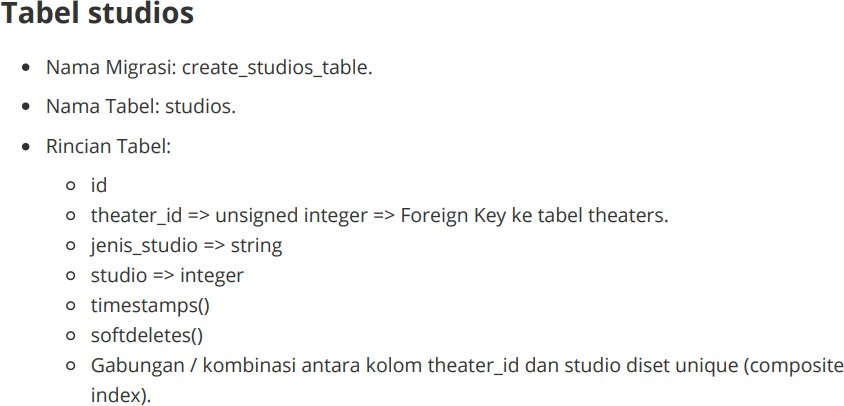 Tabel studios
Nama Migrasi: create_studios_table.
Nama Tabel: studios.
Rincian Tabel:
id
theater_id => unsigned integer => Foreign Key ke tabel theaters.
jenis_studio => string
studio => integer
timestamps()
softdeletes()
Gabungan / kombinasi antara kolom theater_id dan studio diset unique (composite
index).